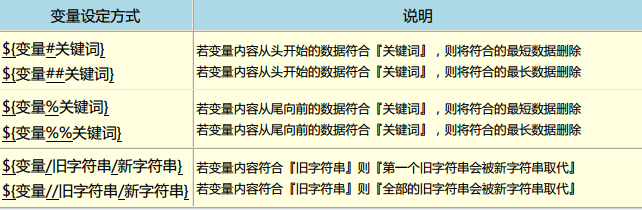 变量设定方式 说明
${变量#关键词} 若变量内容从头开始的数据符合『关键词』，则将符合的最短数据删除
${变量##关键词} 若变量内容从头开始的数据符合『关键词』，则将符合的最长数据删除
${变量%关键词} 若变量内容从尾向前的数据符合『关键词』，则将符合的最短数据删除
${变量%%关键词} 若变量内容从尾向前的数据符合『关键词』，则将符合的最长数据删除
${变量/旧字符串/新字符串} 若变量内容符合『旧字符串』则『第一个旧字符串会被新字符串取代』
${变量//旧字符串/新字符串} 若变量内容符合『旧字符串』则『全部的旧字符串会被新字符串取代』